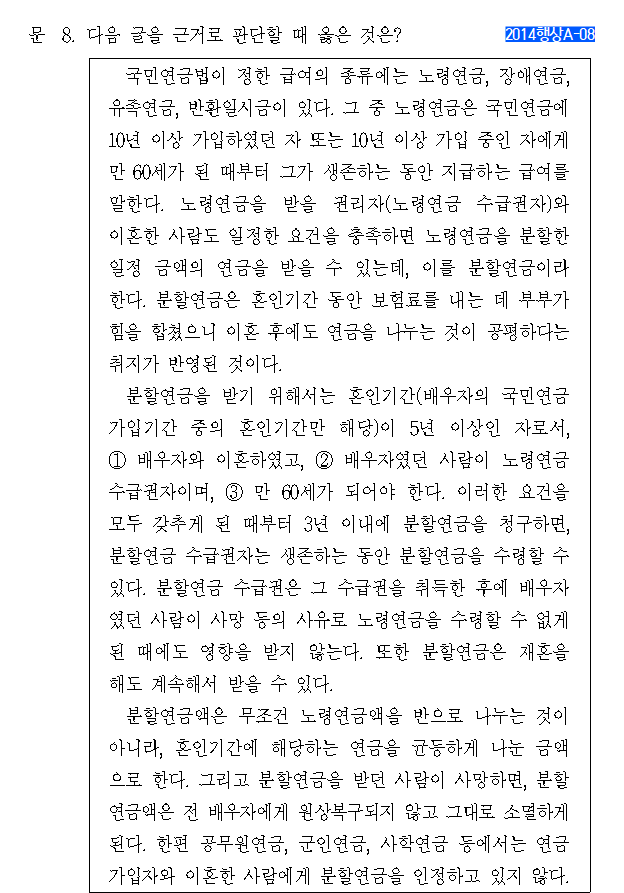 문 8. 다음 글을 근거로 판단할 때 옳은 것은?
2014행상A-08
국민연금법이 정한 급여의 종류에는 노령연금, 장애연금,
유족연금, 반환일시금이 있다. 그 중 노령연금은 국민연금에
10년 이상 가입하였던 자 또는 10년 이상 가입 중인 자에게
만 60세가 된 때부터 그가 생존하는 동안 지급하는 급여를
말한다. 노령연금을 받을 권리자(노령연금 수급권자)와
이혼한 사람도 일정한 요건을 충족하면 노령연금을 분할한
일정 금액의 연금을 받을 수 있는데, 이를 분할연금이라
한다. 분할연금은 혼인기간 동안 보험료를 내는 데 부부가
힘을 합쳤으니 이혼 후에도 연금을 나누는 것이 공평하다는
취지가 반영된 것이다.
분할연금을 받기 위해서는 혼인기간(배우자의 국민연금
가입기간 중의 혼인기간만 해당)이 5년 이상인 자로서,
① 배우자와 이혼하였고, ② 배우자였던 사람이 노령연금
수급권자이며, ③ 만 60세가 되어야 한다. 이러한 요건을
모두 갖추게 된 때부터 3년 이내에 분할연금을 청구하면,
분할연금 수급권자는 생존하는 동안 분할연금을 수령할 수
있다. 분할연금 수급권은 그 수급권을 취득한 후에 배우자
였던 사람이 사망 등의 사유로 노령연금을 수령할 수 없게
된 때에도 영향을 받지 않는다. 또한 분할연금은 재혼을
해도 계속해서 받을 수 있다.
분할연금액은 무조건 노령연금액을 반으로 나누는 것이
아니라, 혼인기간에 해당하는 연금을 균등하게 나눈 금액
으로 한다. 그리고 분할연금을 받던 사람이 사망하면, 분할
연금액은 전 배우자에게 원상복구되지 않고 그대로 소멸하게
된다. 한편 공무원연금, 군인연금, 사학연금 등에서는 연금
가입자와 이혼한 사람에게 분할연금을 인정하고 있지 않다.